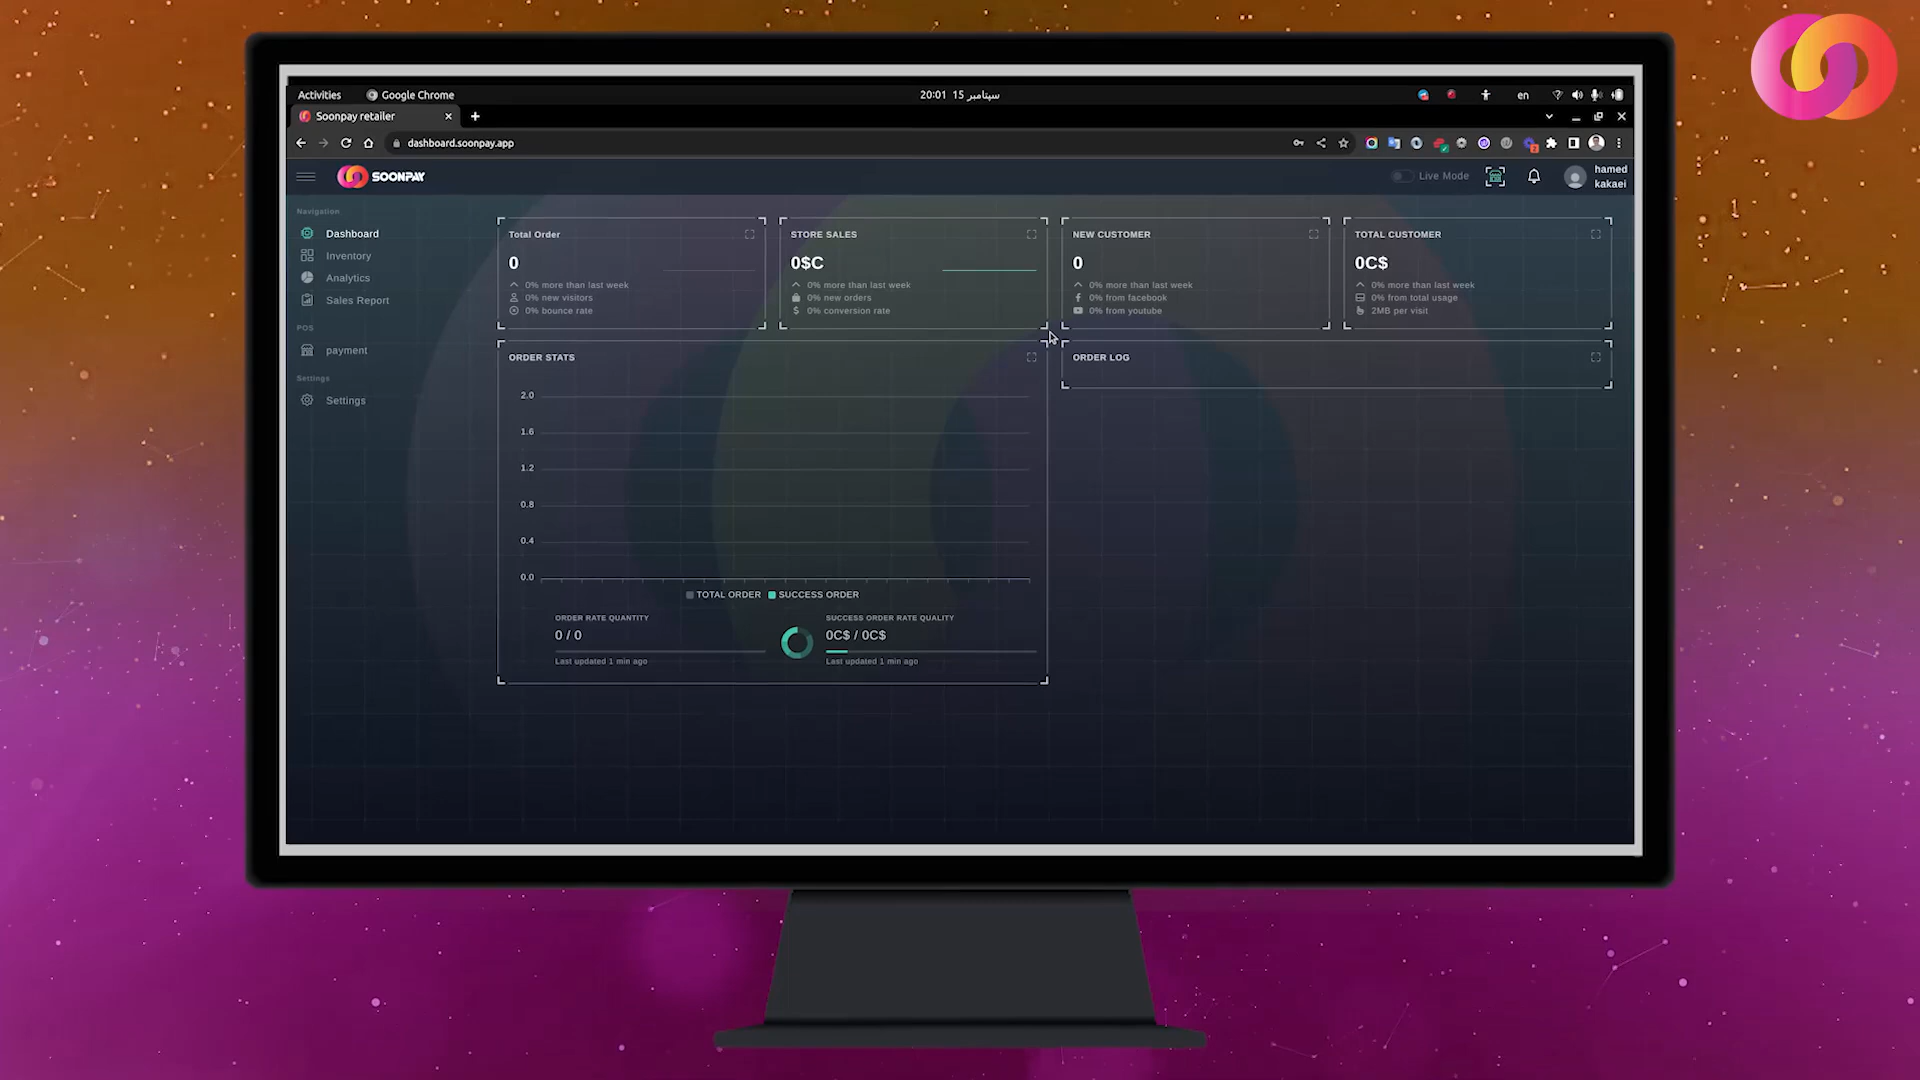 Activities
Google Chrome
20:01 15 سپتامبر
en
Soonpay retailer
dashboard.soonpay.app
SOONPAY
Live Mode
hamed
kakaei
Navigation
Dashboard
Inventory
Analytics
Sales Report
POS
payment
Settings
Settings
Total Order
0
0% more than last week
0% new visitors
0% bounce rate
STORE SALES
0$C
0% more than last week
0% new orders
0% conversion rate
NEW CUSTOMER
0
0% more than last week
0% from facebook
0% from youtube
TOTAL CUSTOMER
0C$
0% more than last week
0% from total usage
2MB per visit
ORDER STATS
2.0
1.6
1.2
0.8
0.4
0.0
TOTAL ORDER
SUCCESS ORDER
ORDER RATE QUANTITY
0 / 0
Last updated 1 min ago
SUCCESS ORDER RATE QUALITY
0C$ / 0C$
Last updated 1 min ago
ORDER LOG